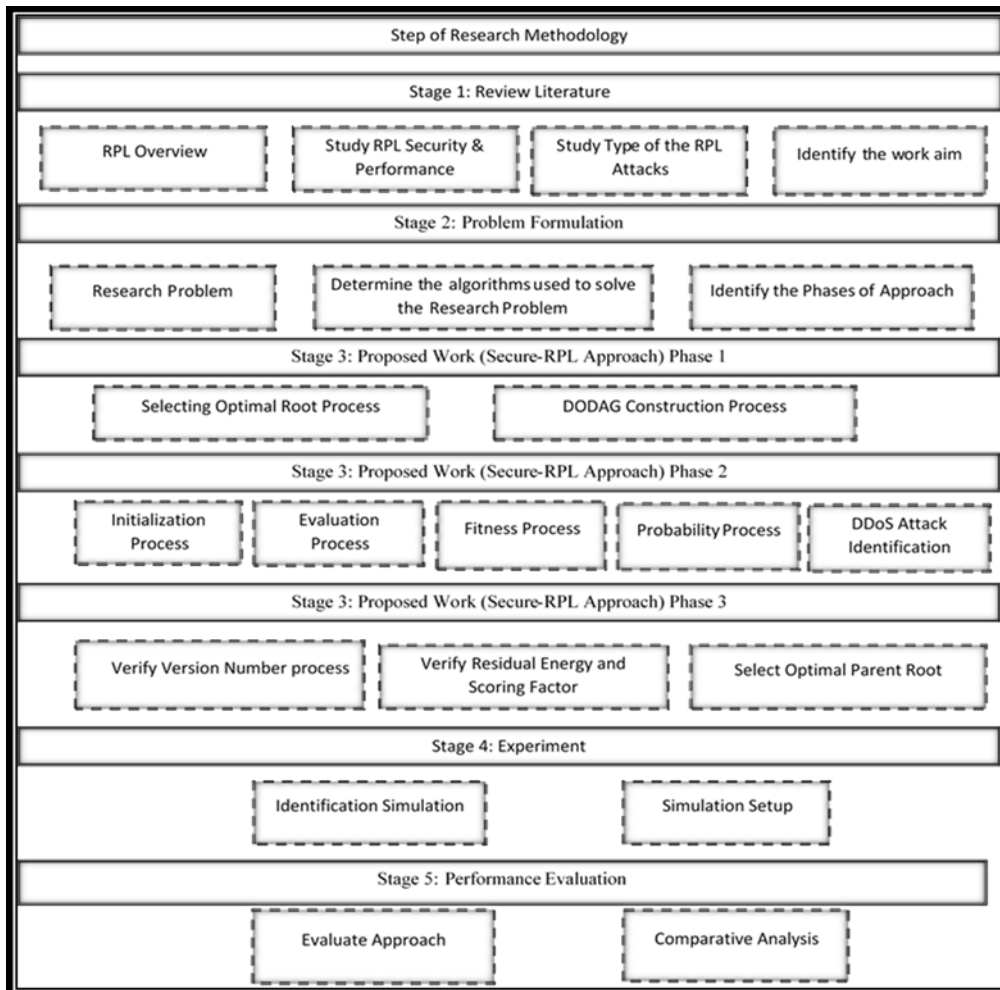 Step of Research Methodology
Stage 1: Review Literature
RPL Overview
Study RPL Security &
Performance
Study Type of the RPL
Attacks
Identify the work aim
Stage 2: Problem Formulation
Research Problem
Determine the algorithms used to solve
the Research Problem
Identify the Phases of Approach
Stage 3: Proposed Work (Secure-RPL Approach) Phase 1
Selecting Optimal Root Process
DODAG Construction Process
Stage 3: Proposed Work (Secure-RPL Approach) Phase 2
Initialization
Process
Evaluation
Process
Fitness Process
Probability Process
DDoS Attack
Identification
Stage 3: Proposed Work (Secure-RPL Approach) Phase 3
Verify Version Number process
Verify Residual Energy and
Scoring Factor
Select Optimal Parent Root
Stage 4: Experiment
Identification Simulation
Simulation Setup
Stage 5: Performance Evaluation
Evaluate Approach
Comparative Analysis